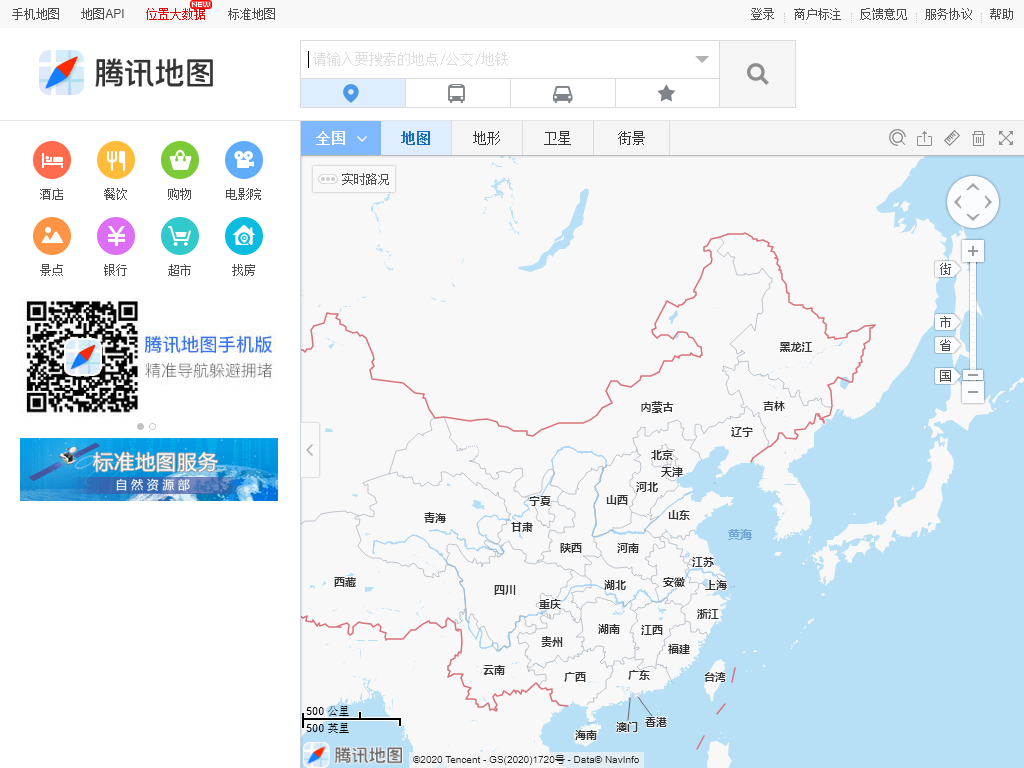 手机地图 地图API 位置大数据 NEW 标准地图 登录 商户标注 反馈意见 服务协议 帮助
腾讯地图
请输入要搜索的地点/公交/地铁
全国 地图 地形 卫星 街景
实时路况
酒店 餐饮 购物 电影院
景点 银行 超市 找房
腾讯地图手机版
精准导航躲避拥堵
标准地图服务
自然资源部
街
市
省
国
黑龙江
内蒙古
吉林
辽宁
北京
天津
河北
山西
宁夏
山东
青海
甘肃
黄海
陕西
河南
江苏
西藏
四川
湖北
安徽
上海
重庆
浙江
湖南
江西
贵州
福建
云南
广西
广东
台湾
澳门
香港
海南
500 公里
500 英里
腾讯地图
©2020 Tencent - GS(2020)1720号 - Data© NavInfo